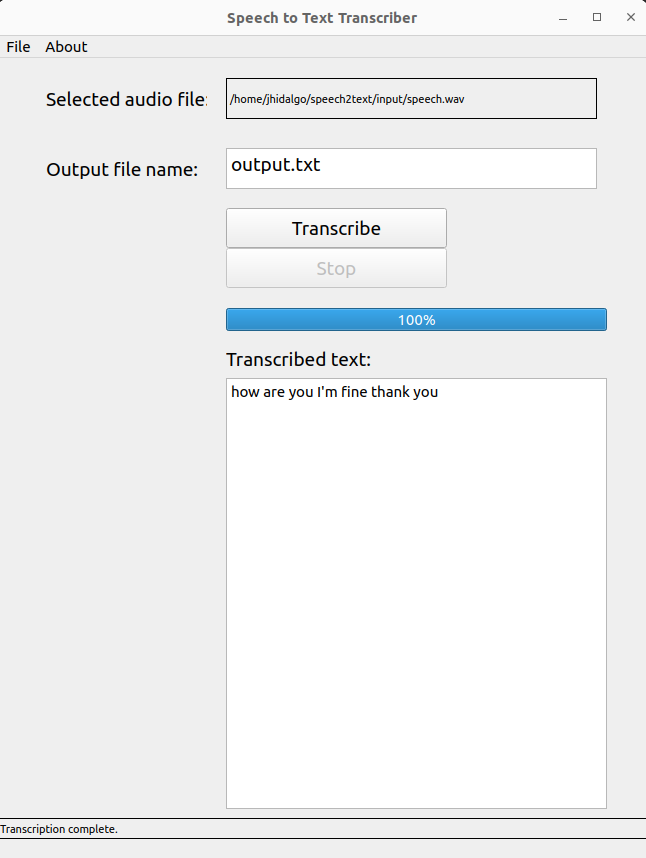 Speech to Text Transcriber
File About
Selected audio file: /home/jhidalgo/speech2text/input/speech.wav
Output file name: output.txt
Transcribe
Stop
100%
Transcribed text:
how are you I'm fine thank you
Transcription complete.